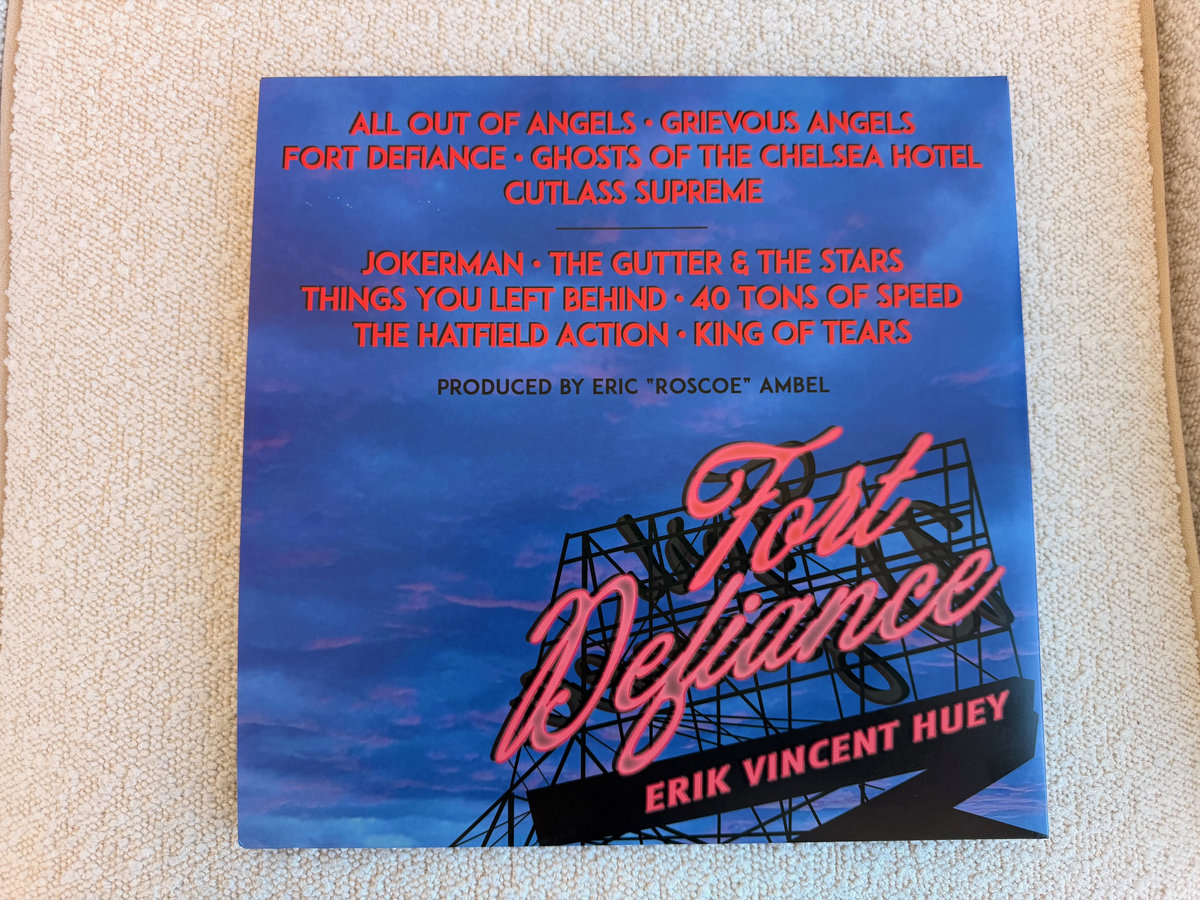 ALL OUT OF ANGELS • GRIEVOUS ANGELS
FORT DEFIANCE • GHOSTS OF THE CHELSEA HOTEL
CUTLASS SUPREME
JOKERMAN • THE GUTTER & THE STARS
THINGS YOU LEFT BEHIND • 40 TONS OF SPEED
THE HATFIELD ACTION • KING OF TEARS
PRODUCED BY ERIC "ROSCOE" AMBEL
Fort
Defiance
ERIK VINCENT HUEY